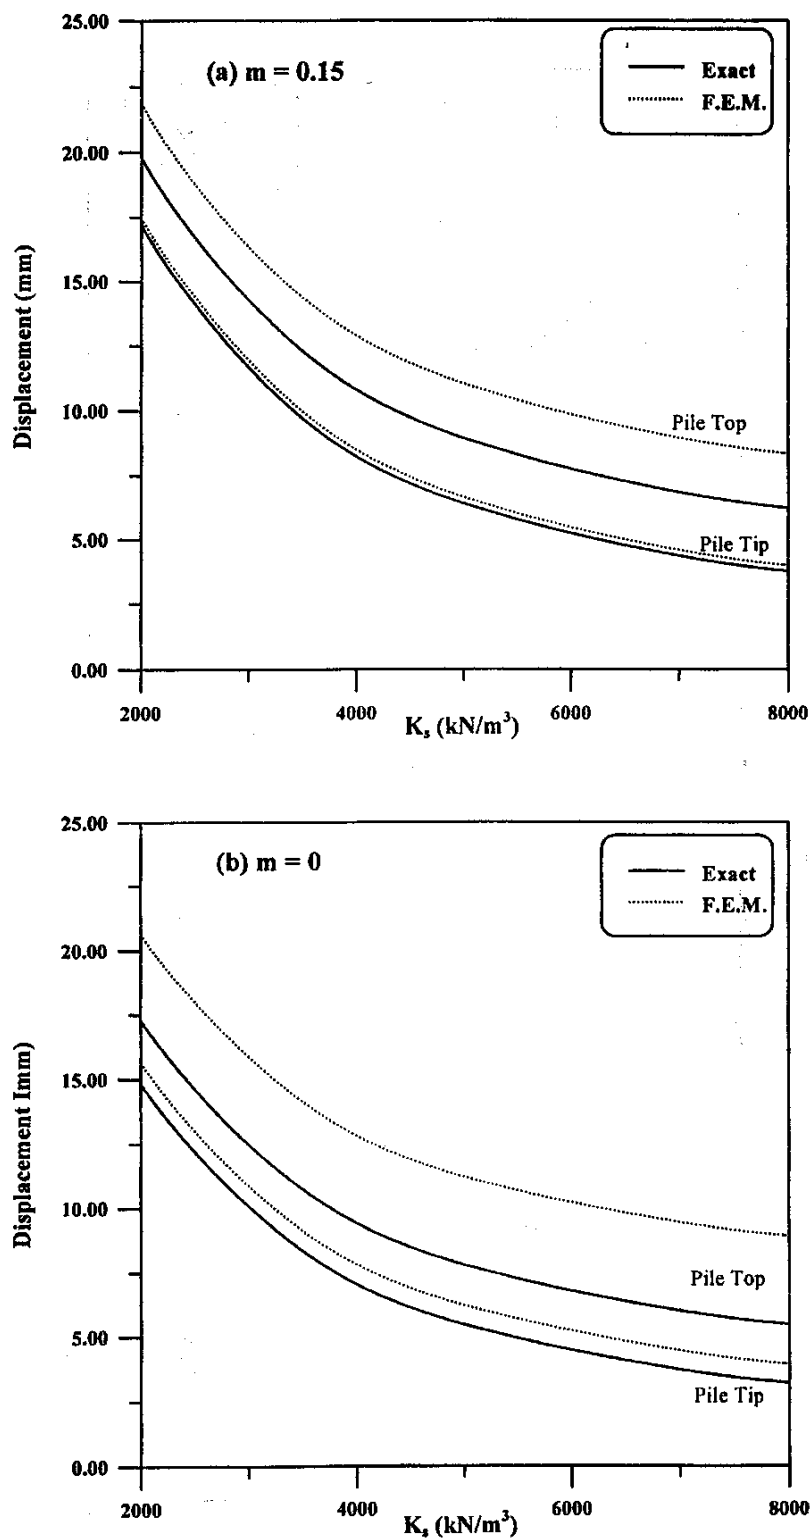 25.00
(a) m = 0.15
Exact
F.E.M.
20.00
15.00
10.00
5.00
0.00
Displacement (mm)
Pile Top
Pile Tip
2000
4000
6000
8000
Kₛ (kN/m³)
25.00
(b) m = 0
Exact
F.E.M.
20.00
15.00
10.00
5.00
0.00
Displacement Imm)
Pile Top
Pile Tip
2000
4000
6000
8000
Kₛ (kN/m³)